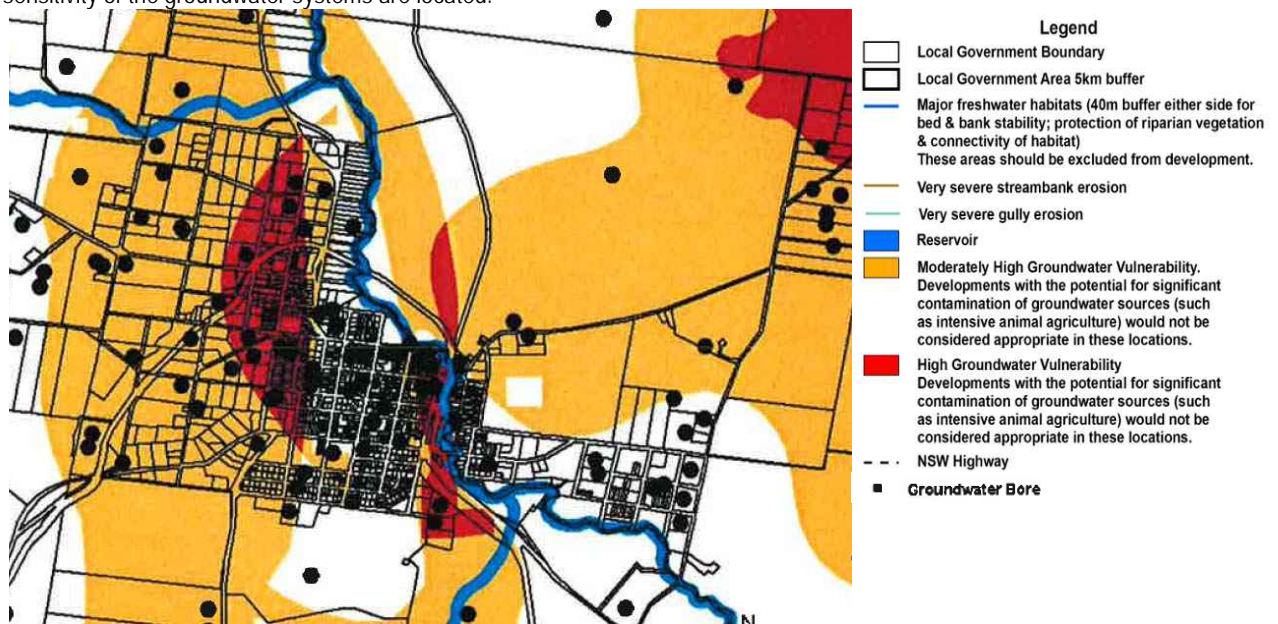 sensitivity of the groundwater systems are located.
Legend
Local Government Boundary
Local Government Area 5km buffer
Major freshwater habitats (40m buffer either side for
bed & bank stability; protection of riparian vegetation
& connectivity of habitat)
These areas should be excluded from development.
Very severe streambank erosion
Very severe gully erosion
Reservoir
Moderately High Groundwater Vulnerability.
Developments with the potential for significant
contamination of groundwater sources (such
as intensive animal agriculture) would not be
considered appropriate in these locations.
High Groundwater Vulnerability
Developments with the potential for significant
contamination of groundwater sources (such
as intensive animal agriculture) would not be
considered appropriate in these locations.
NSW Highway
Groundwater Bore
N